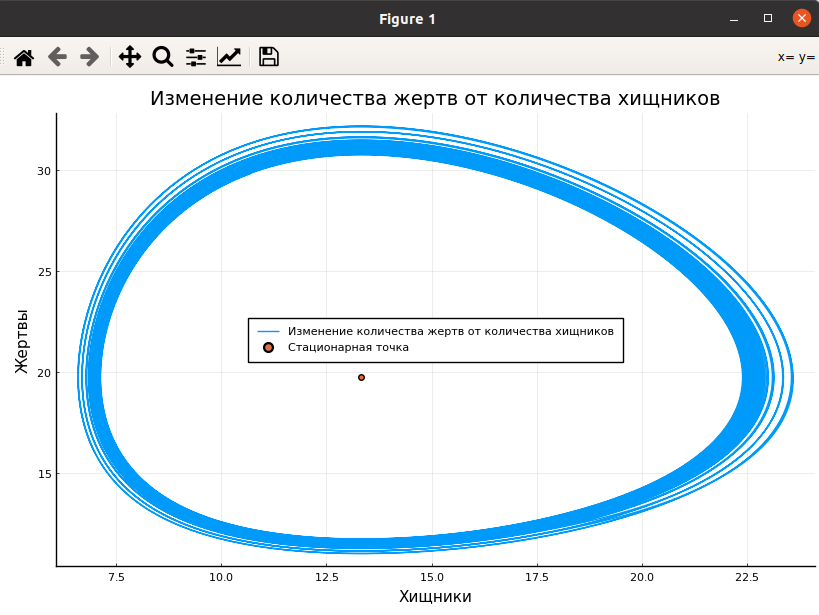 Figure 1
x= y=
Изменение количества жертв от количества хищников
30
25
20
15
Жертвы
Изменение количества жертв от количества хищников
Стационарная точка
7.5 10.0 12.5 15.0 17.5 20.0 22.5
Хищники